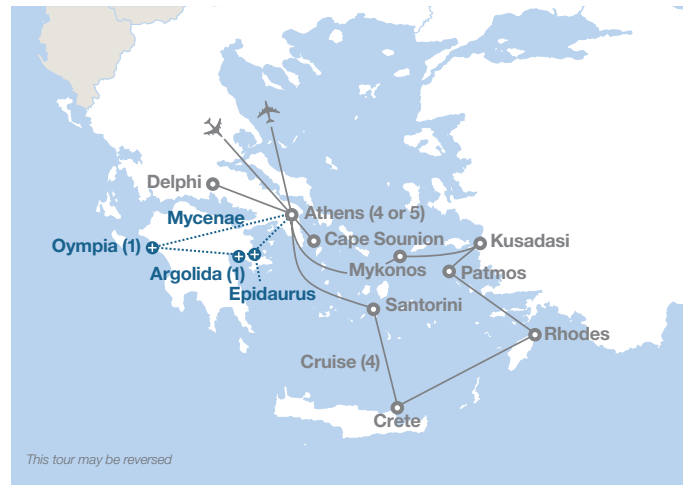 Delphi
Mycenae
Athens (4 or 5)
Oympia (1)
Cape Sounion
Kusadasi
Argolida (1)
Mykonos
Patmos
Epidaurus
Santorini
Rhodes
Cruise (4)
Crete
This tour may be reversed